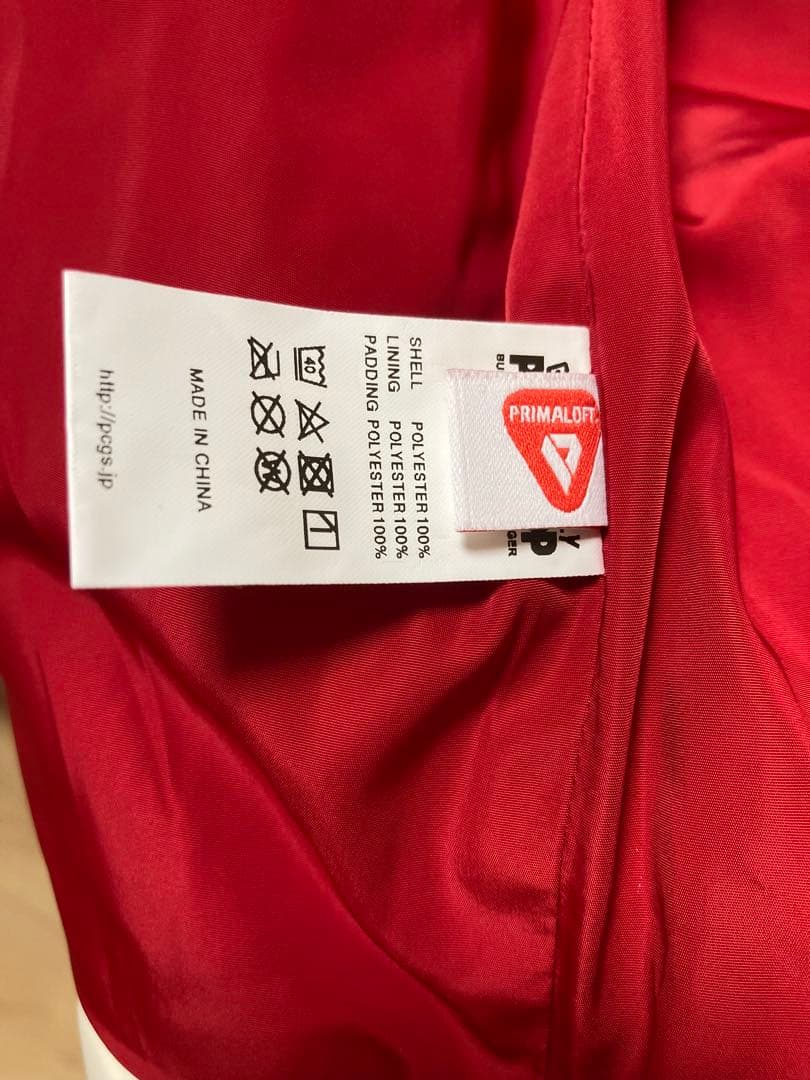 PRIMALOFT
SHELL POLYESTER 100%
LINING POLYESTER 100%
PADDING POLYESTER 100%
40
MADE IN CHINA
http://pcgs.jp